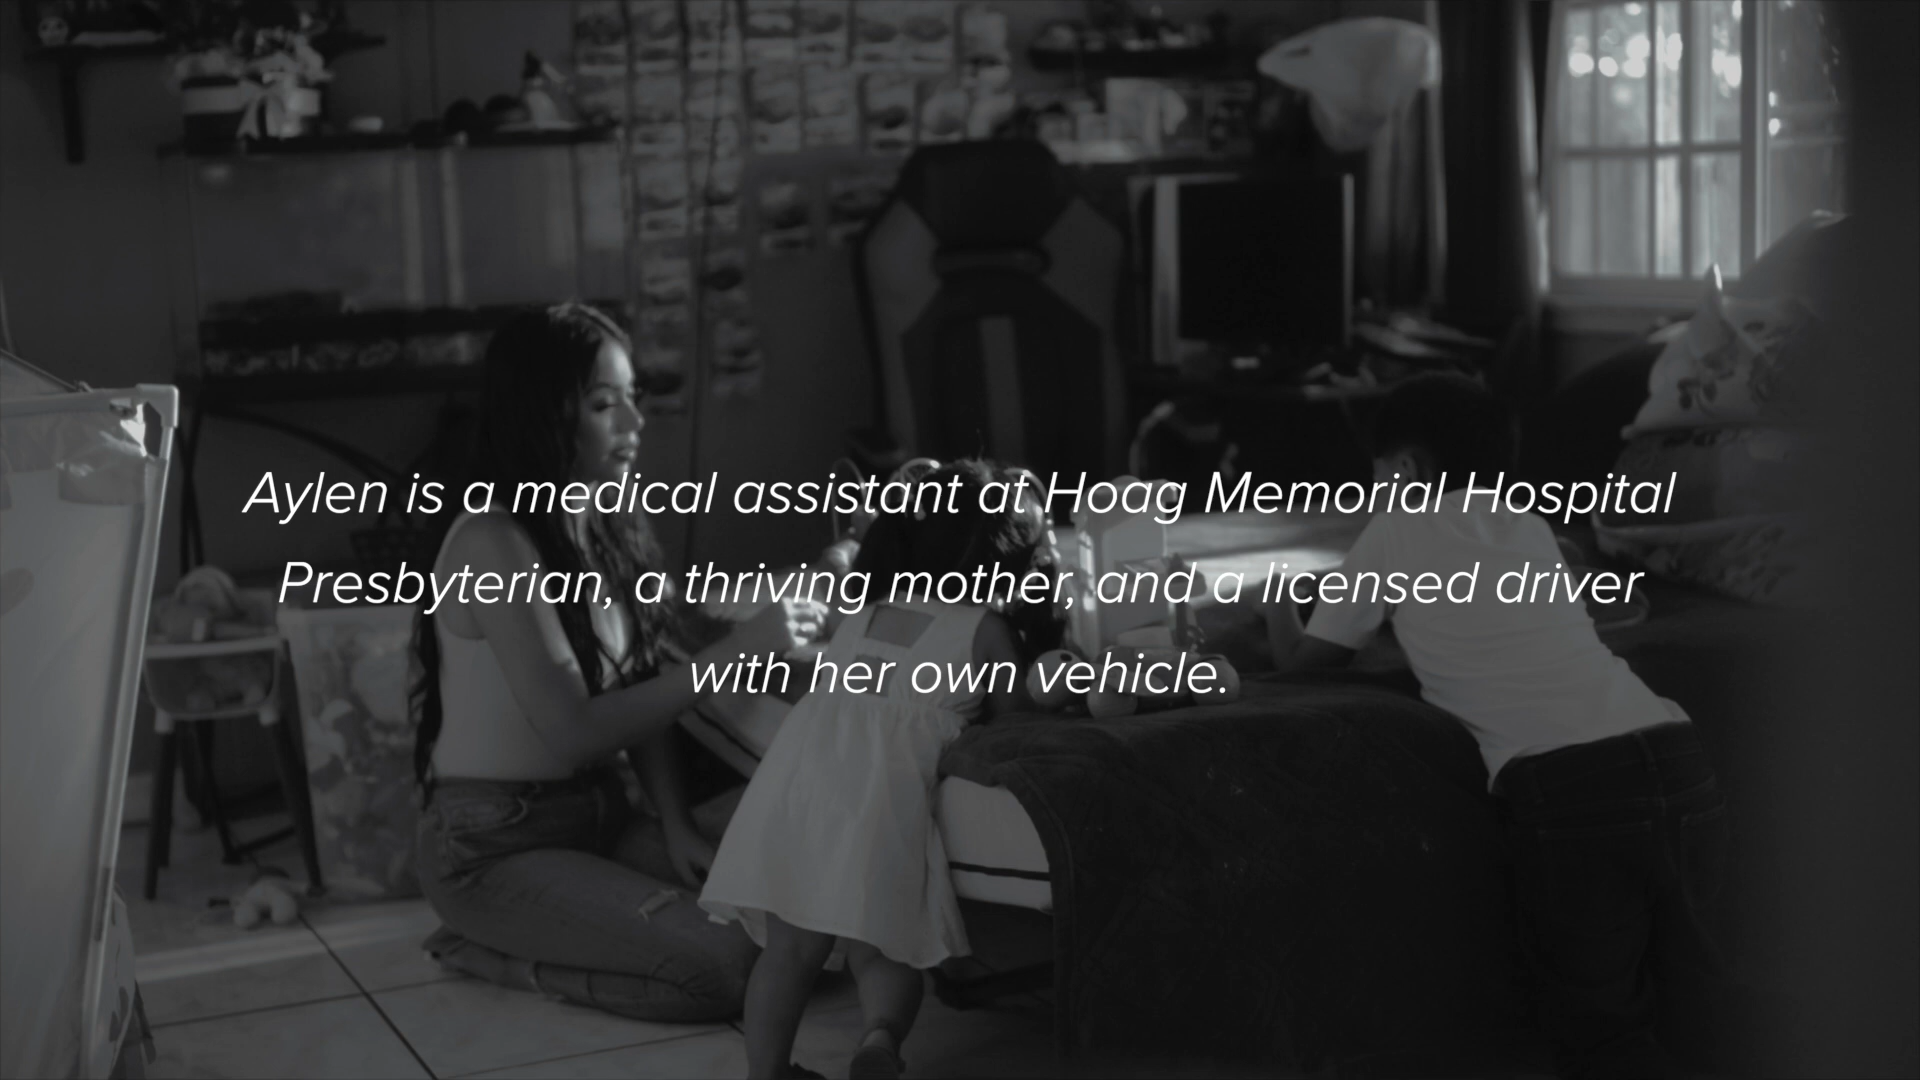 Aylen is a medical assistant at Hoag Memorial Hospital
Presbyterian, a thriving mother, and a licensed driver
with her own vehicle.